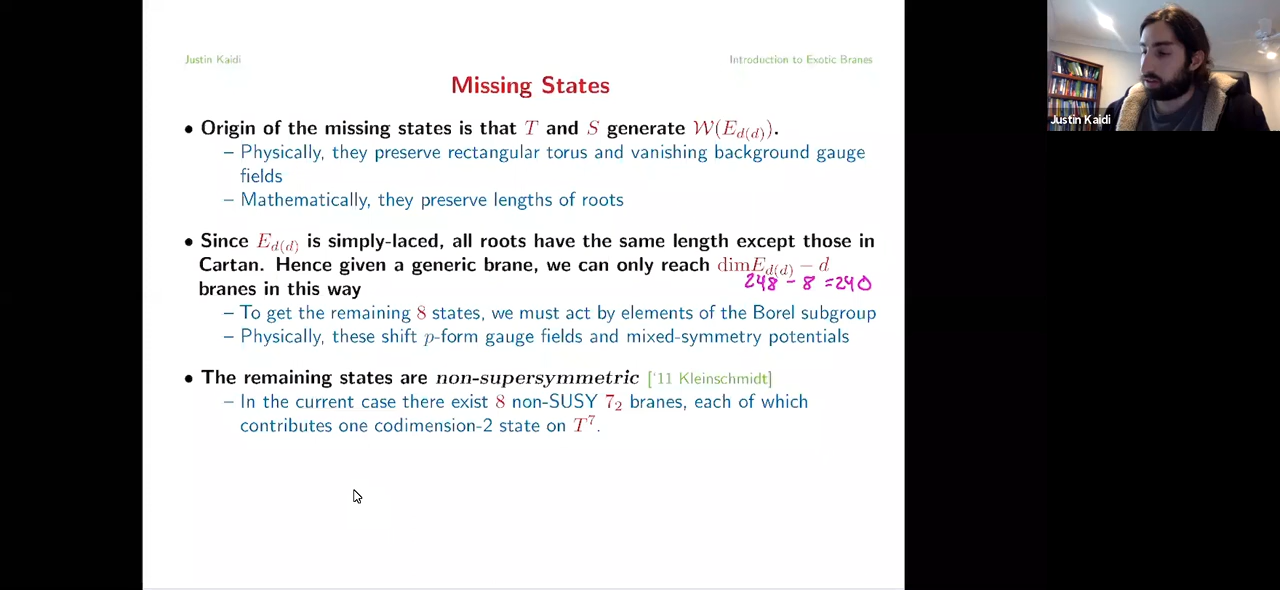 Justin Kaidi
Introduction to Exotic Branes
Missing States
• Origin of the missing states is that T and S generate W(E_{d(d)}).
– Physically, they preserve rectangular torus and vanishing background gauge
fields
– Mathematically, they preserve lengths of roots
• Since E_{d(d)} is simply-laced, all roots have the same length except those in
Cartan. Hence given a generic brane, we can only reach dimE_{d(d)} − d
248 - 8 = 240
branes in this way
– To get the remaining 8 states, we must act by elements of the Borel subgroup
– Physically, these shift p-form gauge fields and mixed-symmetry potentials
• The remaining states are non-supersymmetric ['11 Kleinschmidt]
– In the current case there exist 8 non-SUSY 7₂ branes, each of which
contributes one codimension-2 state on T⁷.
Justin Kaidi